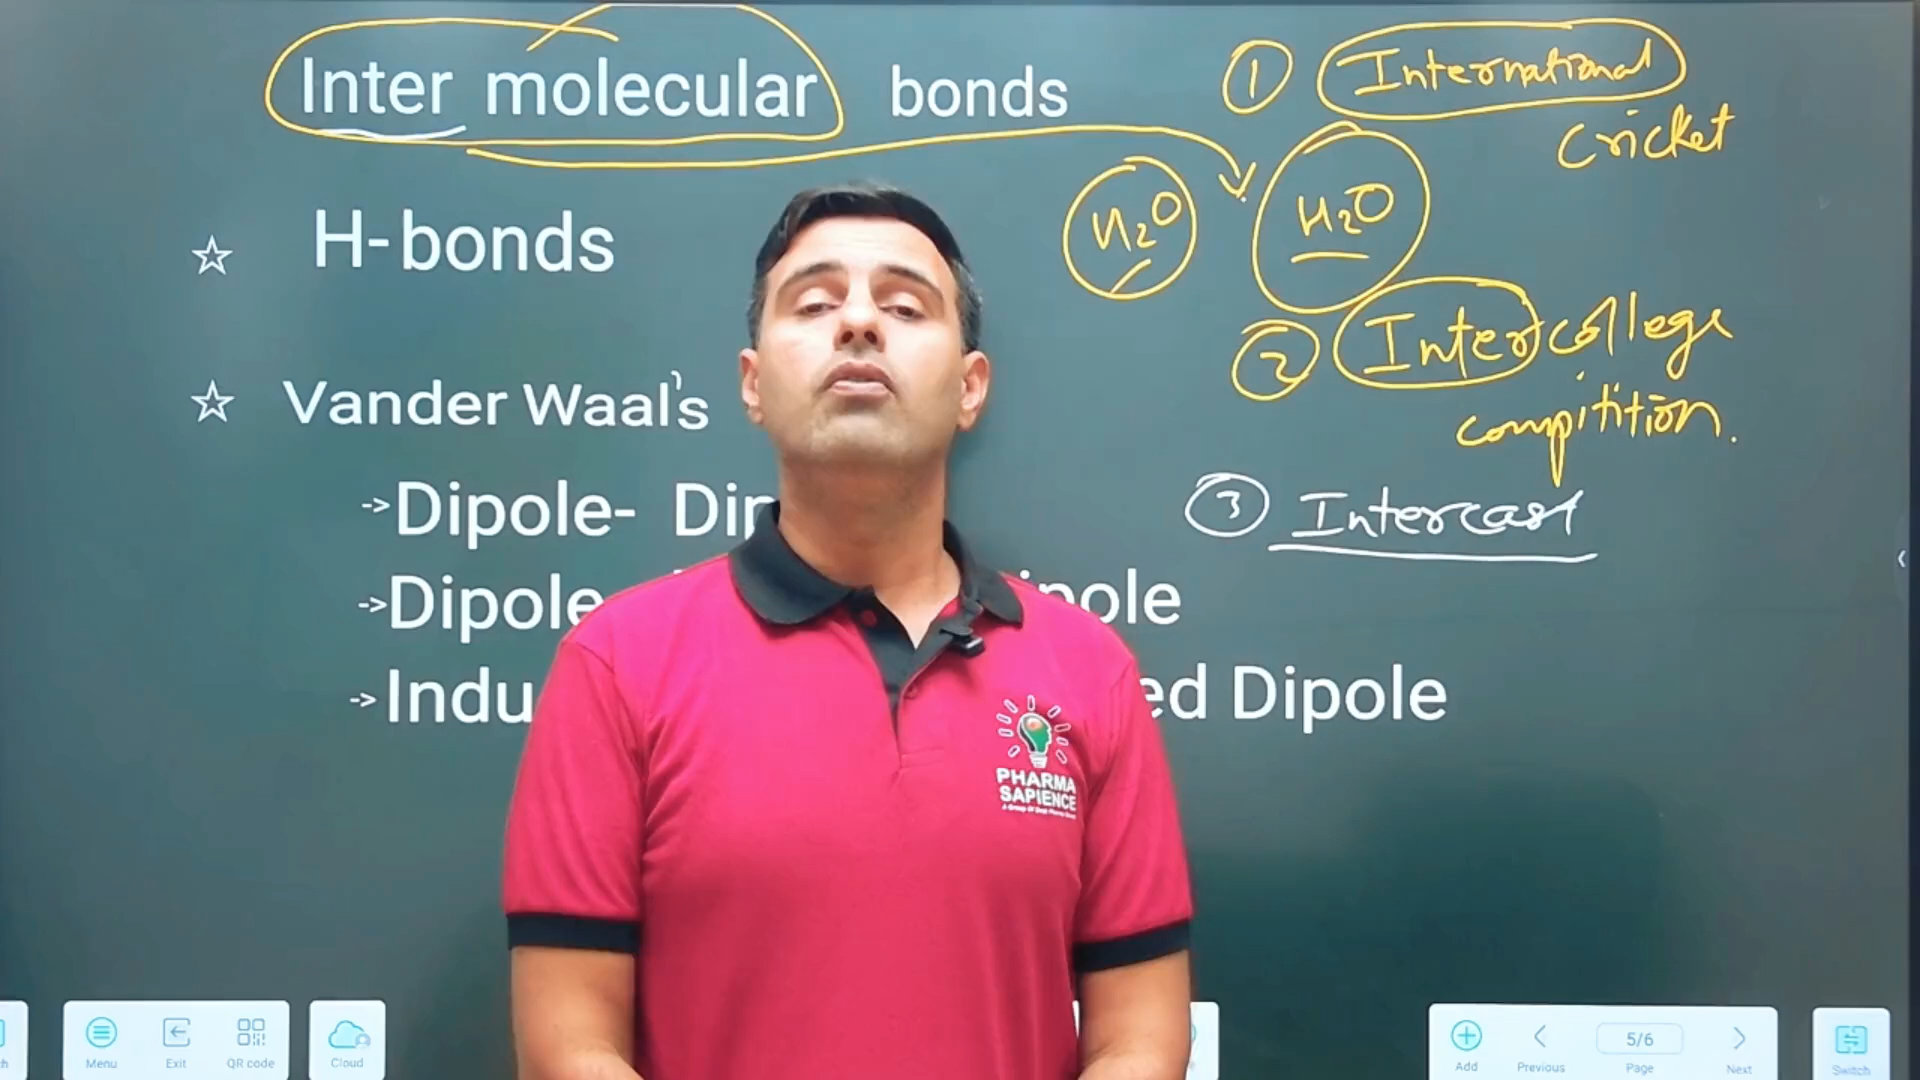 Inter molecular bonds
① International
cricket
H₂O H₂O
☆ H-bonds
② Intercollege
compitition.
☆ Vander Waal's
->Dipole- Dip
③ Intercast
->Dipole pole
->Indu ed Dipole
PHARMA
SAPIENCE
Menu Exit QR code Cloud
Add Previous 5/6 Page Next Switch